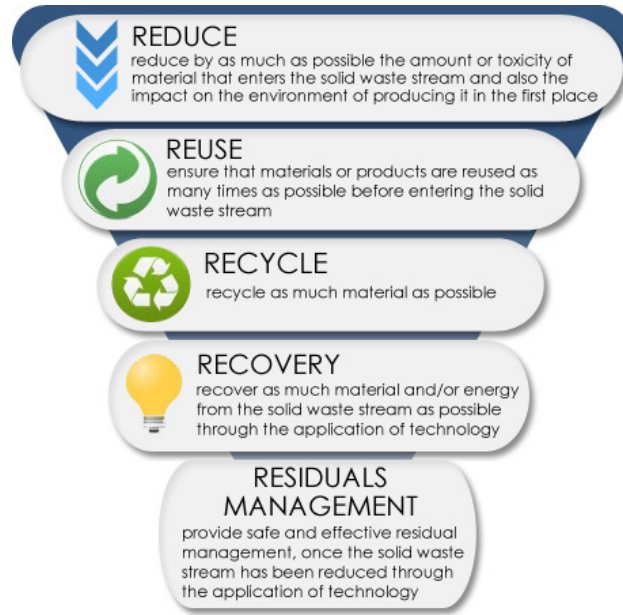 REDUCE
reduce by as much as possible the amount or toxicity of
material that enters the solid waste stream and also the
impact on the environment of producing it in the first place
REUSE
ensure that materials or products are reused as
many times as possible before entering the solid
waste stream
RECYCLE
recycle as much material as possible
RECOVERY
recover as much material and/or energy
from the solid waste stream as possible
through the application of technology
RESIDUALS
MANAGEMENT
provide safe and effective residual
management, once the solid waste
stream has been reduced through
the application of technology